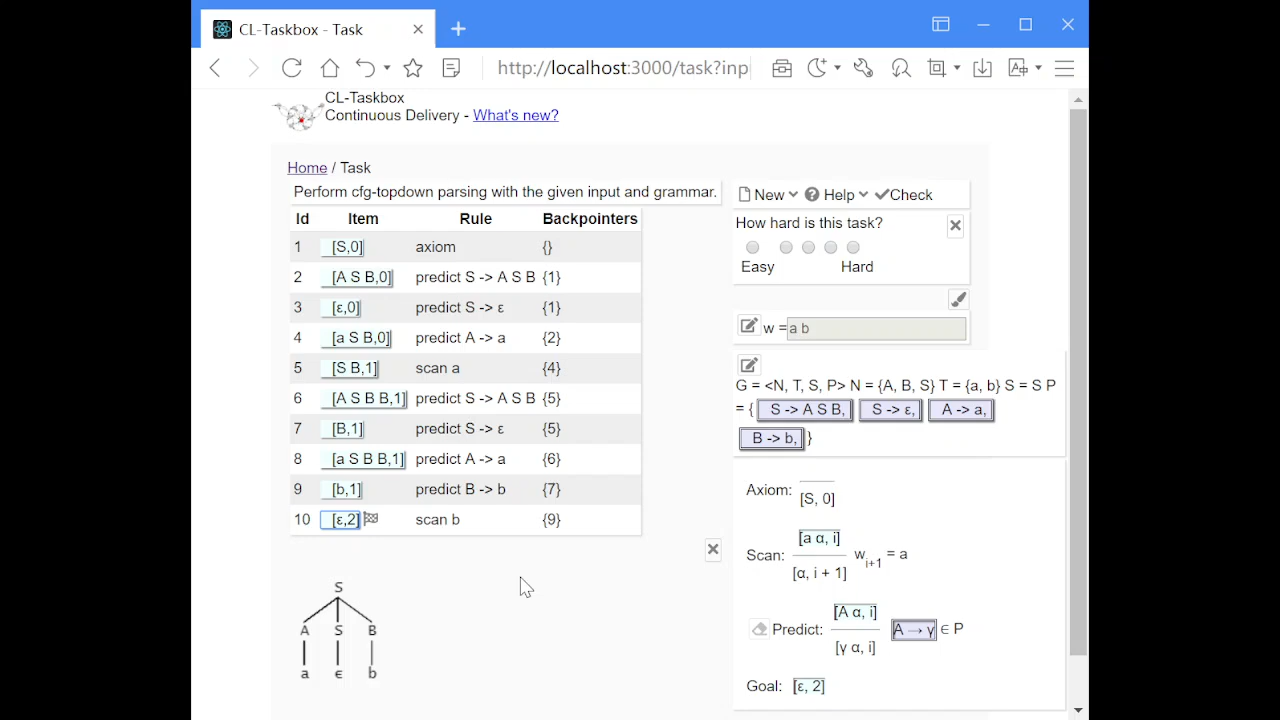 CL-Taskbox - Task
http://localhost:3000/task?inp
CL-Taskbox
Continuous Delivery - What's new?
Home / Task
Perform cfg-topdown parsing with the given input and grammar.
Id Item Rule Backpointers
1 [S,0] axiom {}
2 [A S B,0] predict S -> A S B {1}
3 [ε,0] predict S -> ε {1}
4 [a S B,0] predict A -> a {2}
5 [S B,1] scan a {4}
6 [A S B B,1] predict S -> A S B {5}
7 [B,1] predict S -> ε {5}
8 [a S B B,1] predict A -> a {6}
9 [b,1] predict B -> b {7}
10 [ε,2] scan b {9}
S
A S B
a ϵ b
New Help Check
How hard is this task?
Easy Hard
w = a b
G = <N, T, S, P> N = {A, B, S} T = {a, b} S = S P
= { S -> A S B, S -> ε, A -> a,
B -> b, }
Axiom: [S, 0]
[a α, i]
Scan: w i+1 = a
[α, i + 1]
[A α, i]
Predict: A → γ ∈ P
[γ α, i]
Goal: [ε, 2]